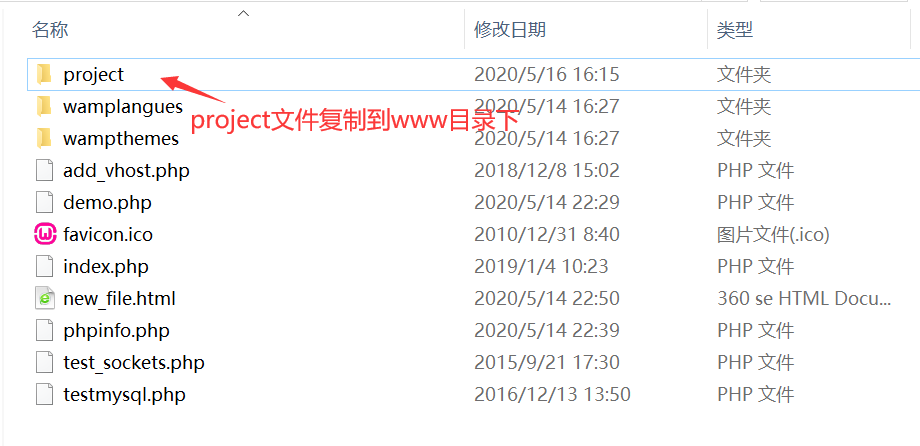 名称 修改日期 类型
project 2020/5/16 16:15 文件夹
wamplangues 2020/5/14 16:27 文件夹
project文件复制到www目录下
wampthemes 2020/5/14 16:27 文件夹
add_vhost.php 2018/12/8 15:02 PHP 文件
demo.php 2020/5/14 22:29 PHP 文件
favicon.ico 2010/12/31 8:40 图片文件(.ico)
index.php 2019/1/4 10:23 PHP 文件
new_file.html 2020/5/14 22:50 360 se HTML Docu...
phpinfo.php 2020/5/14 22:39 PHP 文件
test_sockets.php 2015/9/21 17:30 PHP 文件
testmysql.php 2016/12/13 13:50 PHP 文件